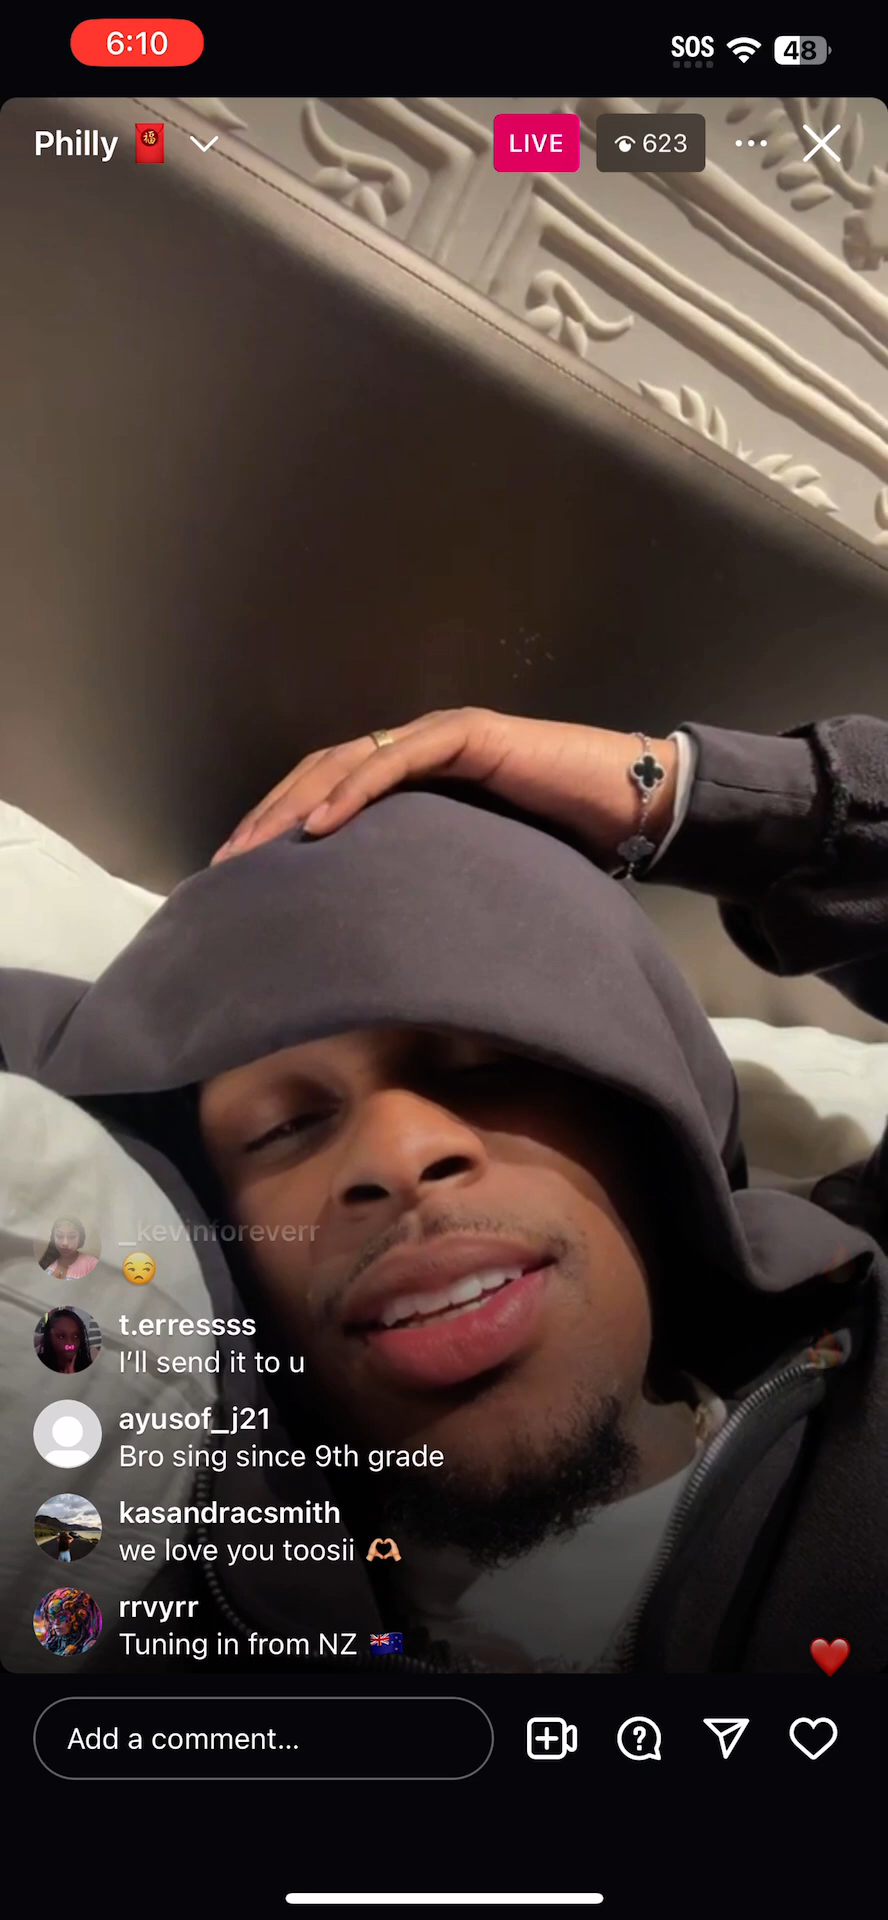 6:10
SOS
48
Philly 🧧
LIVE
623
_kevinforeverr
😒
t.erressss
I’ll send it to u
ayusof_j21
Bro sing since 9th grade
kasandracsmith
we love you toosii 🫶🏼
rrvyrr
Tuning in from NZ 🇳🇿
Add a comment...